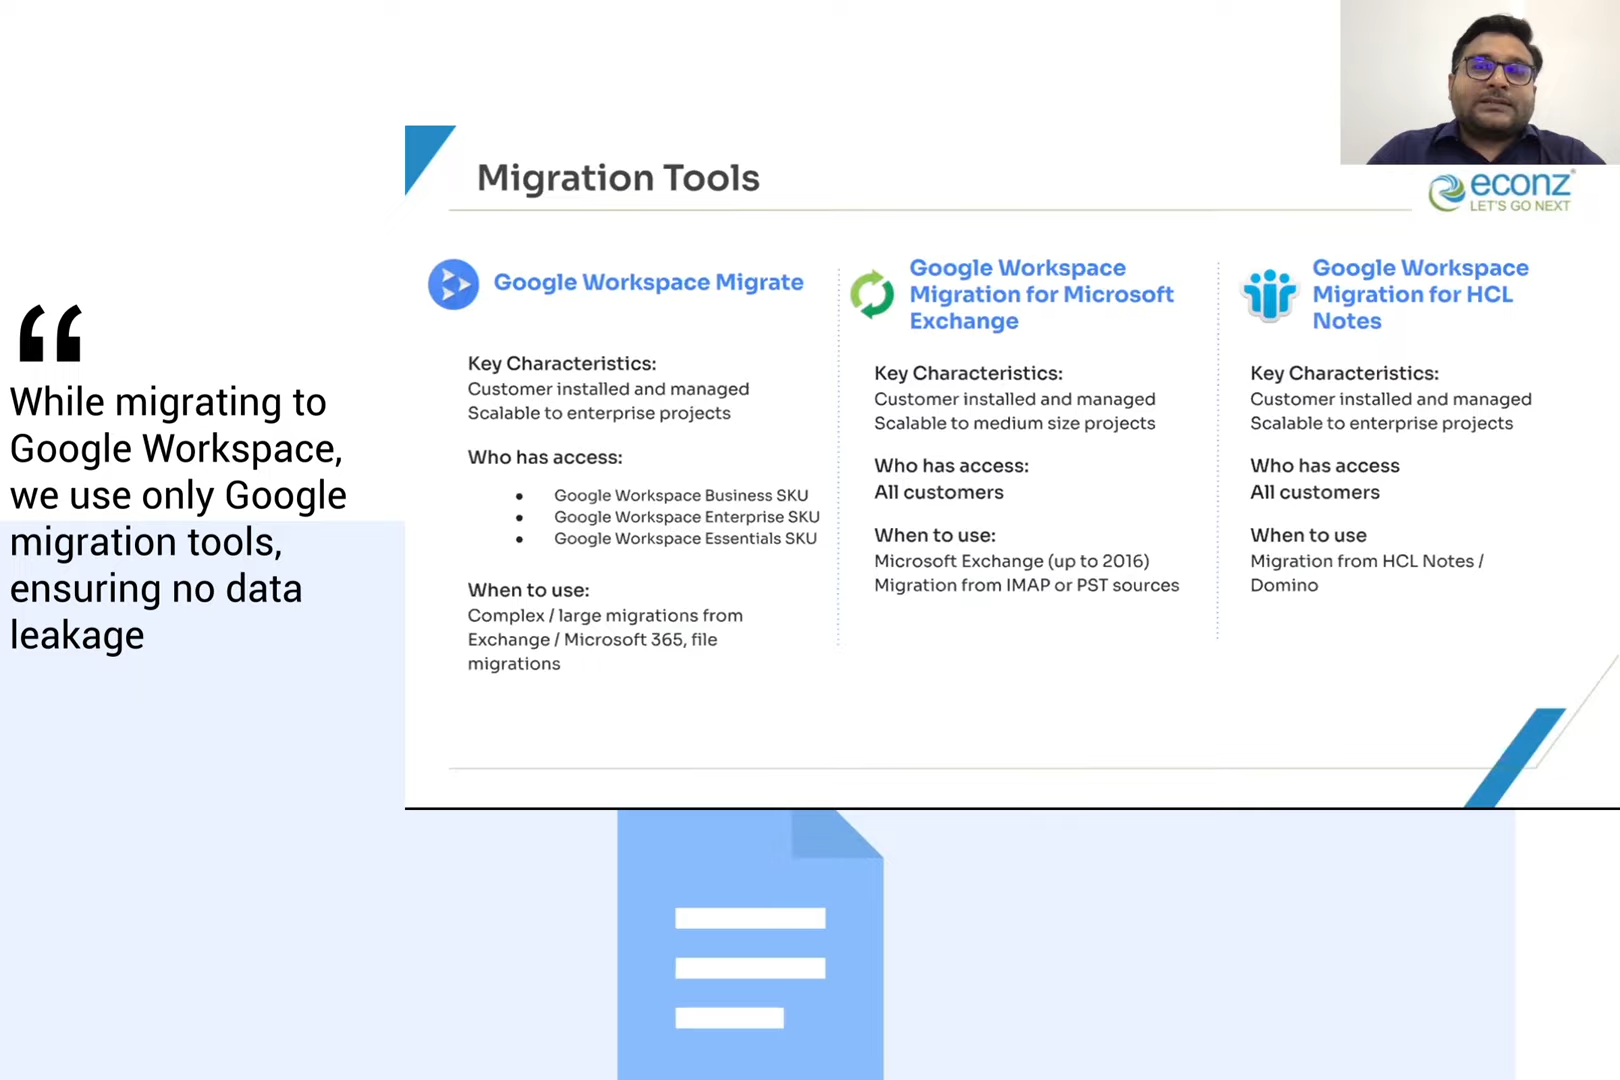 “
While migrating to
Google Workspace,
we use only Google
migration tools,
ensuring no data
leakage
Migration Tools
econz®
LET'S GO NEXT
Google Workspace Migrate
Key Characteristics:
Customer installed and managed
Scalable to enterprise projects
Who has access:
• Google Workspace Business SKU
• Google Workspace Enterprise SKU
• Google Workspace Essentials SKU
When to use:
Complex / large migrations from
Exchange / Microsoft 365, file
migrations
Google Workspace
Migration for Microsoft
Exchange
Key Characteristics:
Customer installed and managed
Scalable to medium size projects
Who has access:
All customers
When to use:
Microsoft Exchange (up to 2016)
Migration from IMAP or PST sources
Google Workspace
Migration for HCL
Notes
Key Characteristics:
Customer installed and managed
Scalable to enterprise projects
Who has access
All customers
When to use
Migration from HCL Notes /
Domino